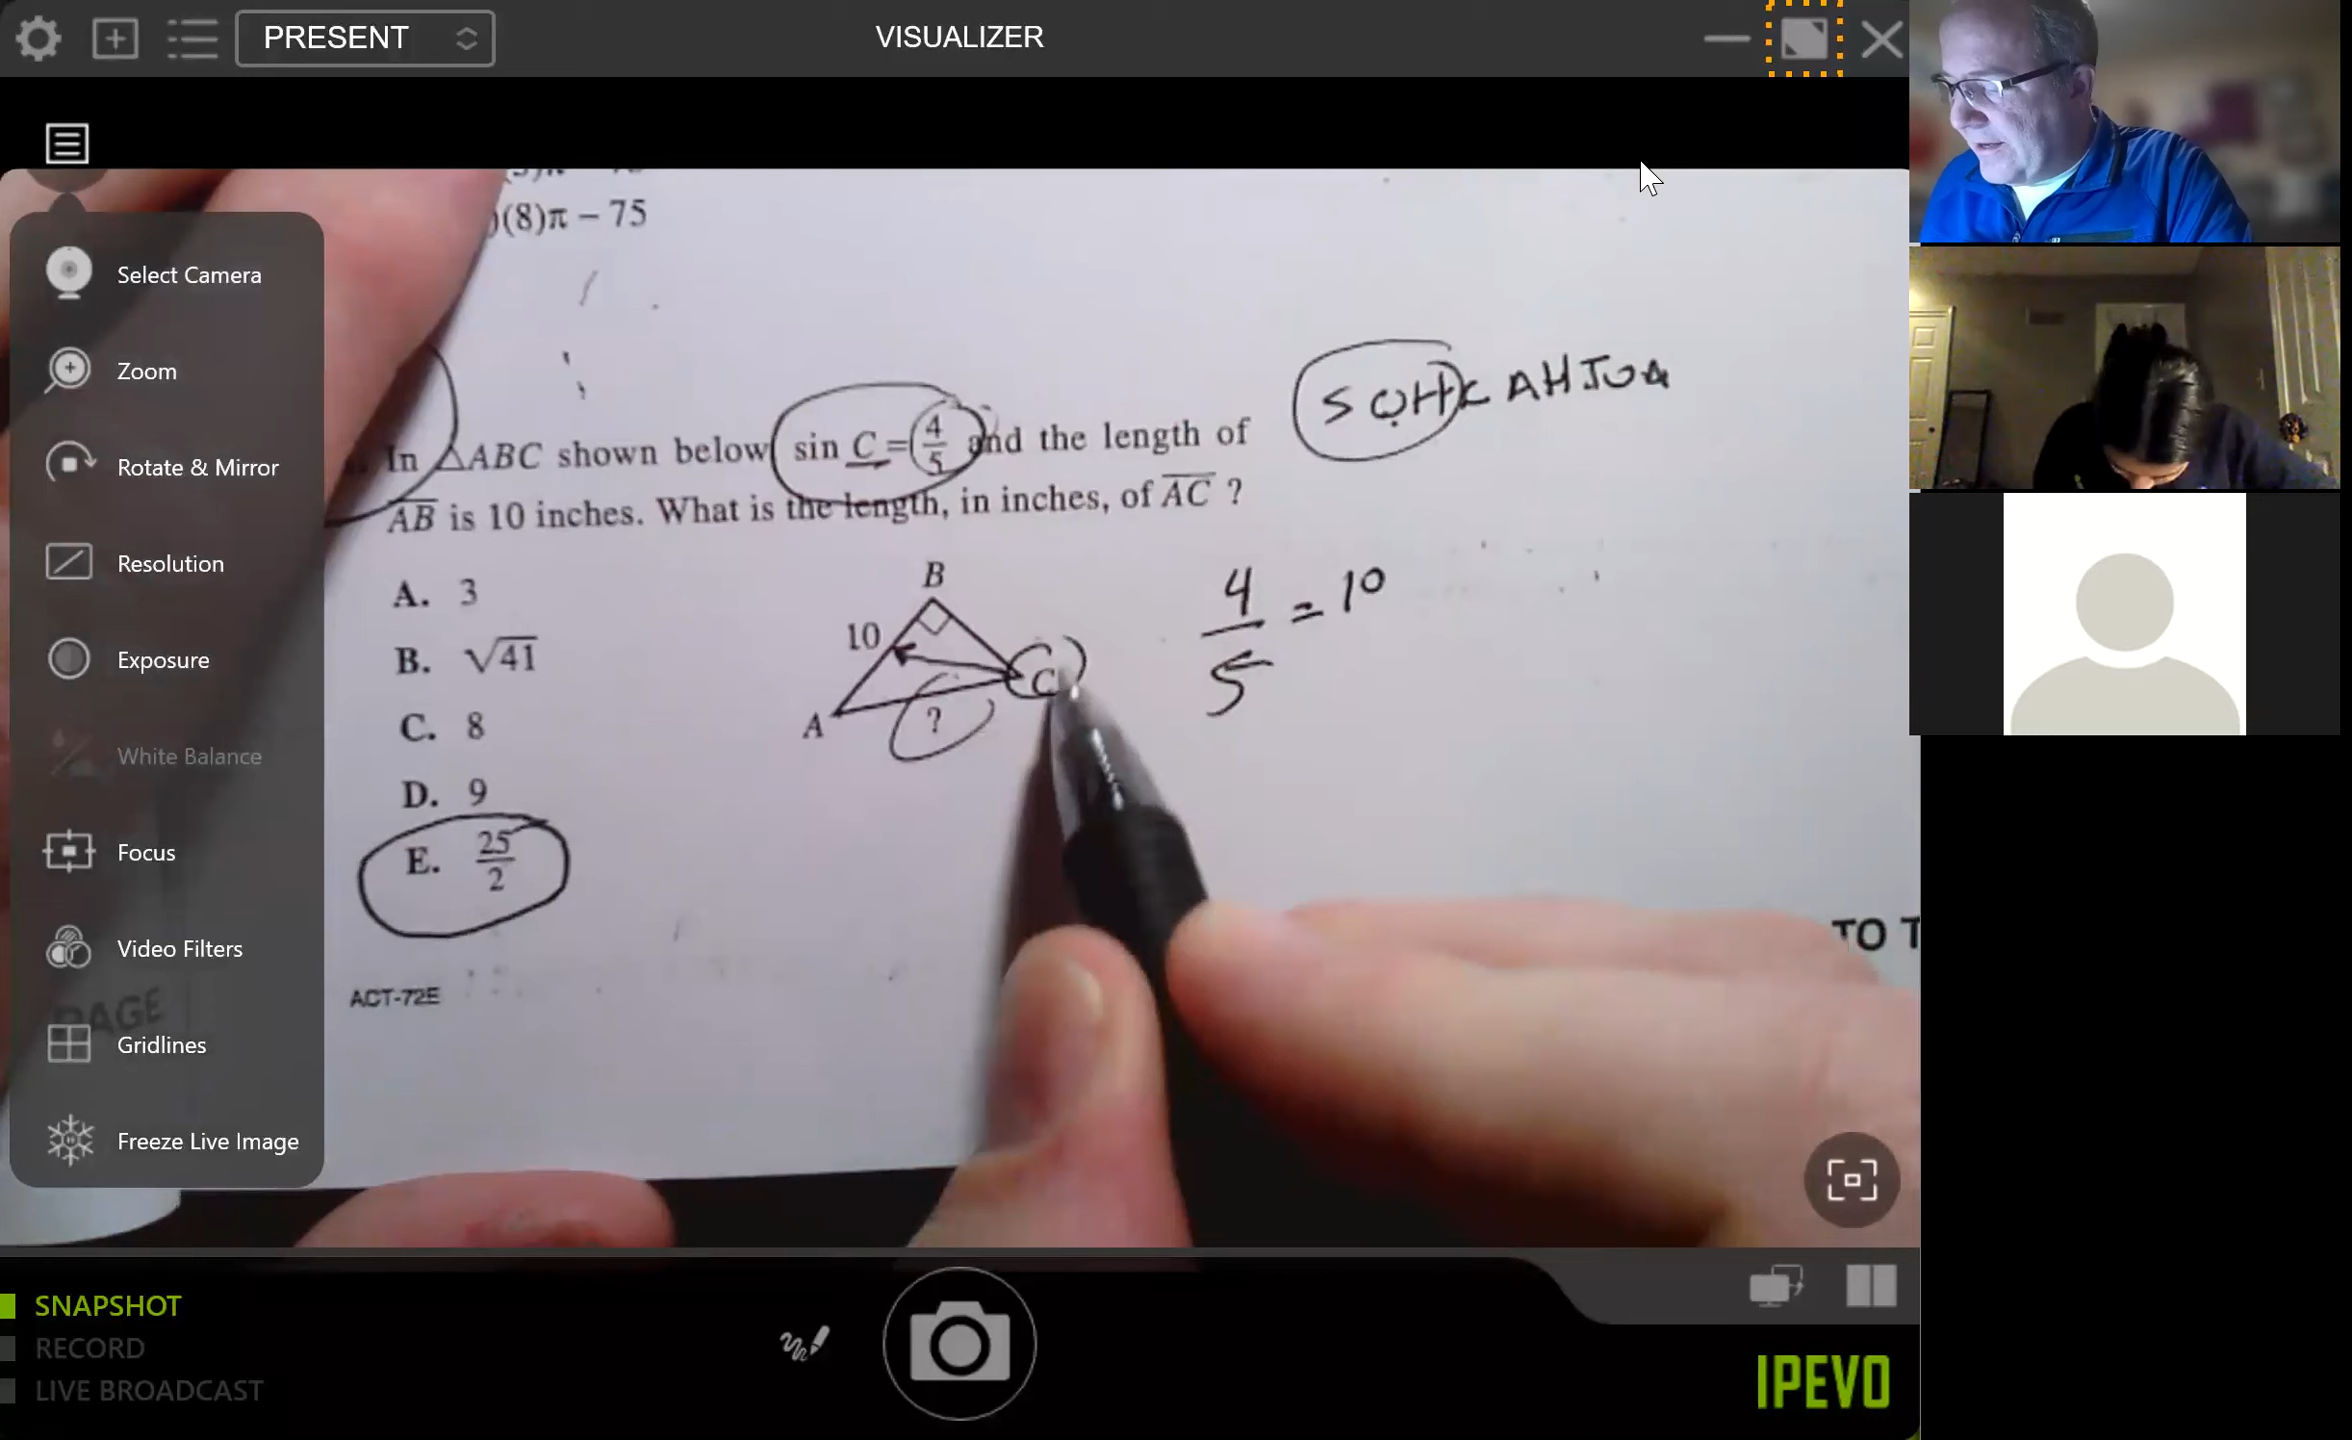 PRESENT
VISUALIZER
Select Camera
Zoom
Rotate & Mirror
Resolution
Exposure
White Balance
Focus
Video Filters
Gridlines
Freeze Live Image
)(8)π – 75
SOHCAHTOA
In △ABC shown below sin C = 4/5 and the length of
AB is 10 inches. What is the length, in inches, of AC ?
A. 3
B. √41
C. 8
D. 9
E. 25/2
B
10
A
?
C
4/5 = 10
TO T
ACT-72E
PAGE
SNAPSHOT
RECORD
LIVE BROADCAST
IPEVO